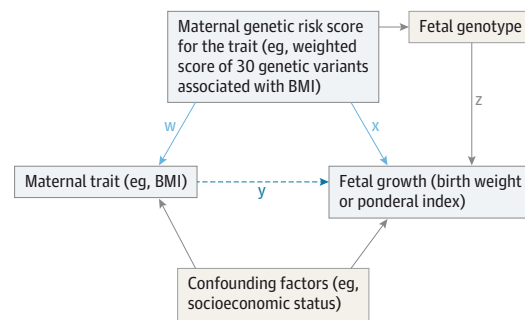 Maternal genetic risk score
for the trait (eg, weighted
score of 30 genetic variants
associated with BMI)
Fetal genotype
w
x
z
Maternal trait (eg, BMI)
y
Fetal growth (birth weight
or ponderal index)
Confounding factors (eg,
socioeconomic status)